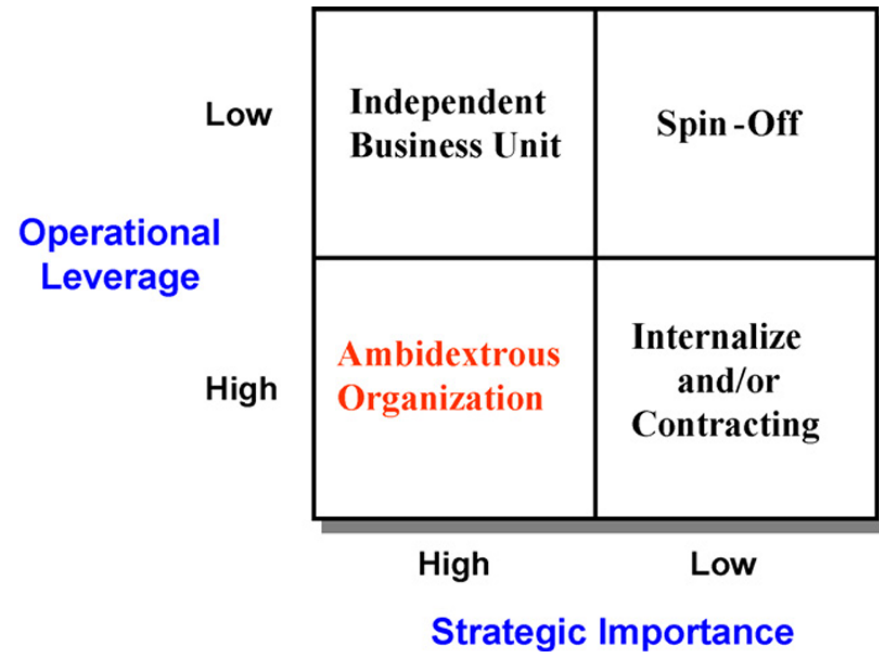 Low
Independent
Business Unit
Spin-Off
Operational
Leverage
High
Ambidextrous
Organization
Internalize
and/or
Contracting
High
Low
Strategic Importance